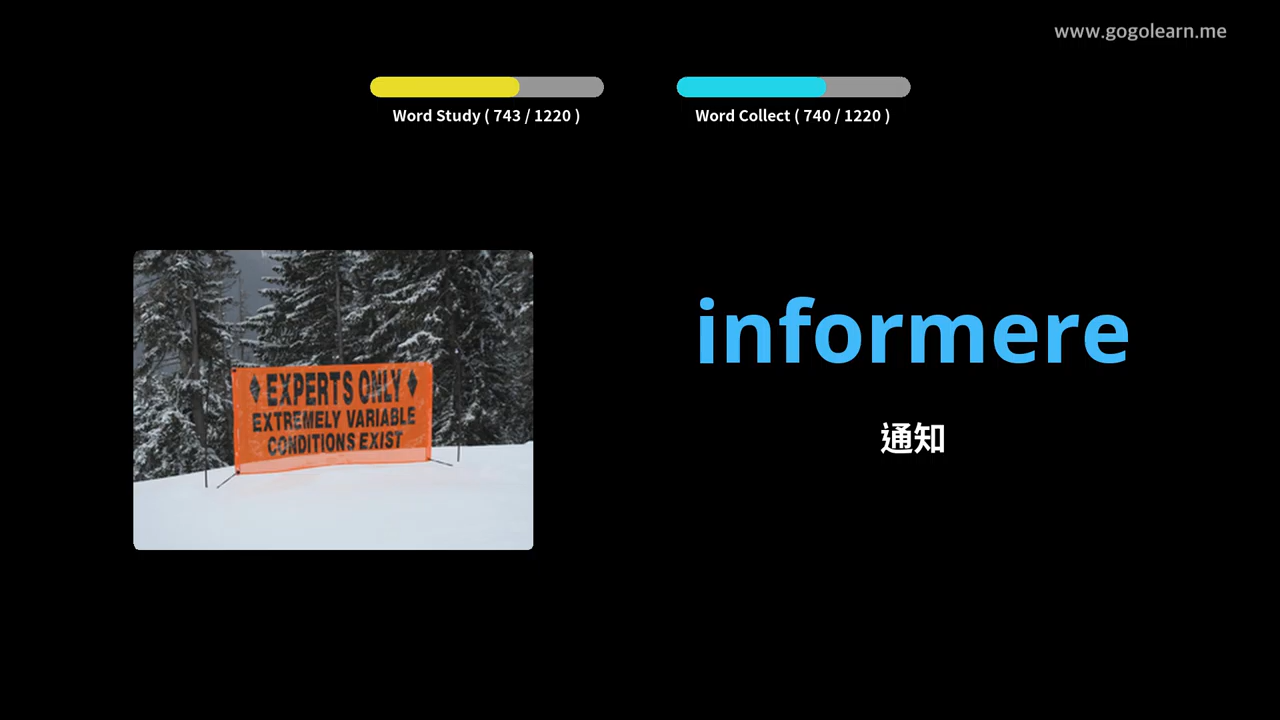 www.gogolearn.me
Word Study ( 743 / 1220 )
Word Collect ( 740 / 1220 )
EXPERTS ONLY
EXTREMELY VARIABLE
CONDITIONS EXIST
informere
通知